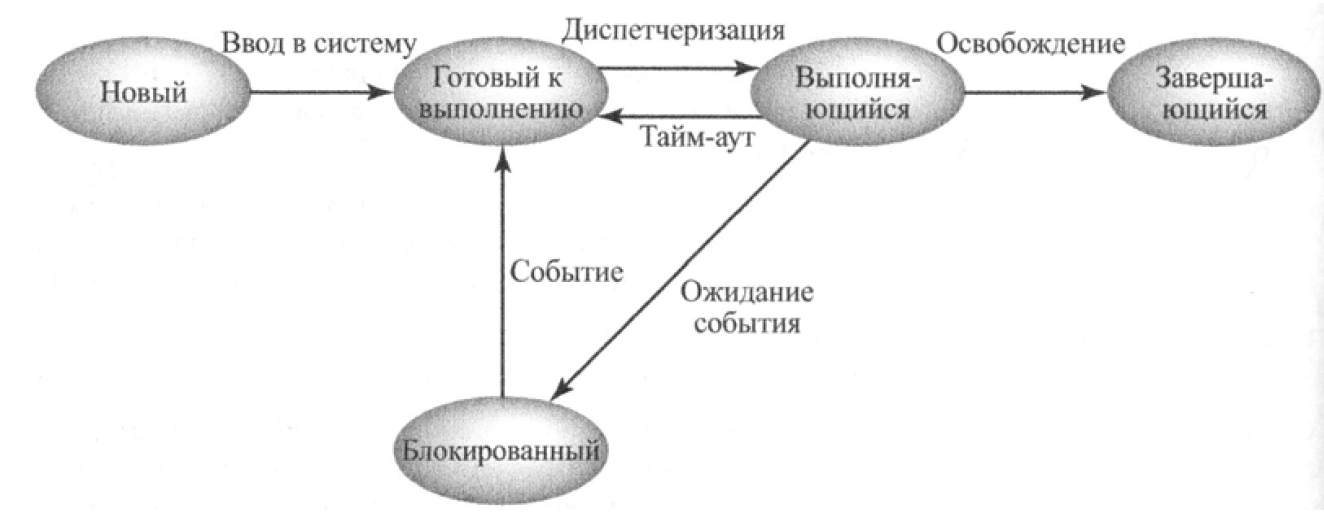 Ввод в систему
Диспетчеризация
Освобождение
Новый
Готовый к
выполнению
Выполня-
ющийся
Заверша-
ющийся
Тайм-аут
Событие
Ожидание
события
Блокированный